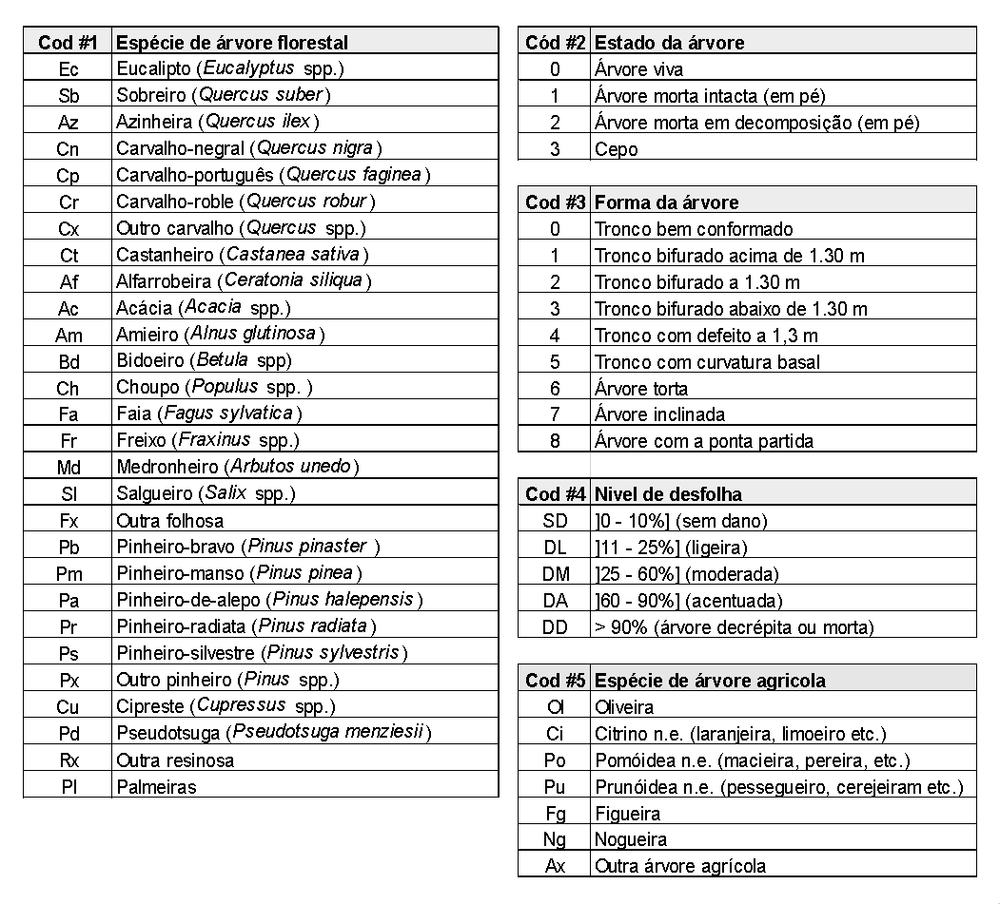 Cod #1 Espécie de árvore florestal
Ec Eucalipto (Eucalyptus spp.)
Sb Sobreiro (Quercus suber)
Az Azinheira (Quercus ilex)
Cn Carvalho-negral (Quercus nigra)
Cp Carvalho-português (Quercus faginea)
Cr Carvalho-roble (Quercus robur)
Cx Outro carvalho (Quercus spp.)
Ct Castanheiro (Castanea sativa)
Af Alfarrobeira (Ceratonia siliqua)
Ac Acácia (Acacia spp.)
Am Amieiro (Alnus glutinosa)
Bd Bidoeiro (Betula spp)
Ch Choupo (Populus spp. )
Fa Faia (Fagus sylvatica)
Fr Freixo (Fraxinus spp.)
Md Medronheiro (Arbutos unedo)
Sl Salgueiro (Salix spp.)
Fx Outra folhosa
Pb Pinheiro-bravo (Pinus pinaster )
Pm Pinheiro-manso (Pinus pinea)
Pa Pinheiro-de-alepo (Pinus halepensis)
Pr Pinheiro-radiata (Pinus radiata)
Ps Pinheiro-silvestre (Pinus sylvestris)
Px Outro pinheiro (Pinus spp.)
Cu Cipreste (Cupressus spp.)
Pd Pseudotsuga (Pseudotsuga menziesii)
Rx Outra resinosa
Pl Palmeiras
Cód #2 Estado da árvore
0 Árvore viva
1 Árvore morta intacta (em pé)
2 Árvore morta em decomposição (em pé)
3 Cepo
Cod #3 Forma da árvore
0 Tronco bem conformado
1 Tronco bifurado acima de 1.30 m
2 Tronco bifurado a 1.30 m
3 Tronco bifurado abaixo de 1.30 m
4 Tronco com defeito a 1,3 m
5 Tronco com curvatura basal
6 Árvore torta
7 Árvore inclinada
8 Árvore com a ponta partida
Cod #4 Nivel de desfolha
SD ]0 - 10%] (sem dano)
DL ]11 - 25%] (ligeira)
DM ]25 - 60%] (moderada)
DA ]60 - 90%] (acentuada)
DD > 90% (árvore decrépita ou morta)
Cod #5 Espécie de árvore agricola
Ol Oliveira
Ci Citrino n.e. (laranjeira, limoeiro etc.)
Po Pomóidea n.e. (macieira, pereira, etc.)
Pu Prunóidea n.e. (pessegueiro, cerejeiram etc.)
Fg Figueira
Ng Nogueira
Ax Outra árvore agrícola